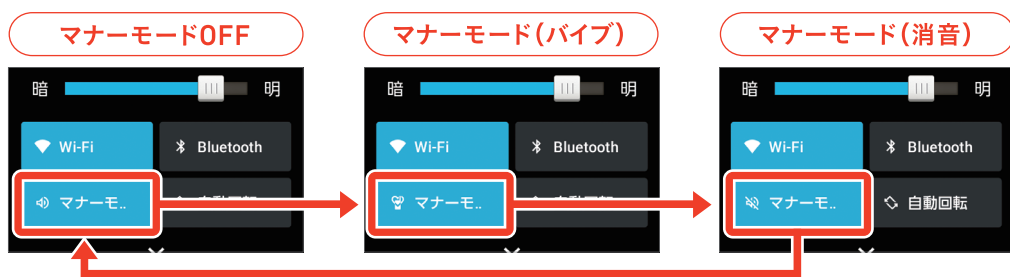 マナーモードOFF
マナーモード(バイブ)
マナーモード(消音)
暗 明
暗 明
暗 明
Wi-Fi Bluetooth
Wi-Fi Bluetooth
Wi-Fi Bluetooth
マナーモ..
マナーモ..
マナーモ.. 自動回転